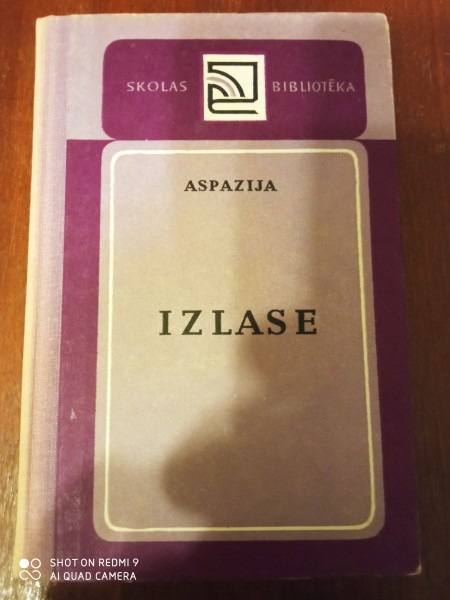 SKOLAS BIBLIOTĒKA
ASPAZIJA
IZLASE
SHOT ON REDMI 9
AI QUAD CAMERA